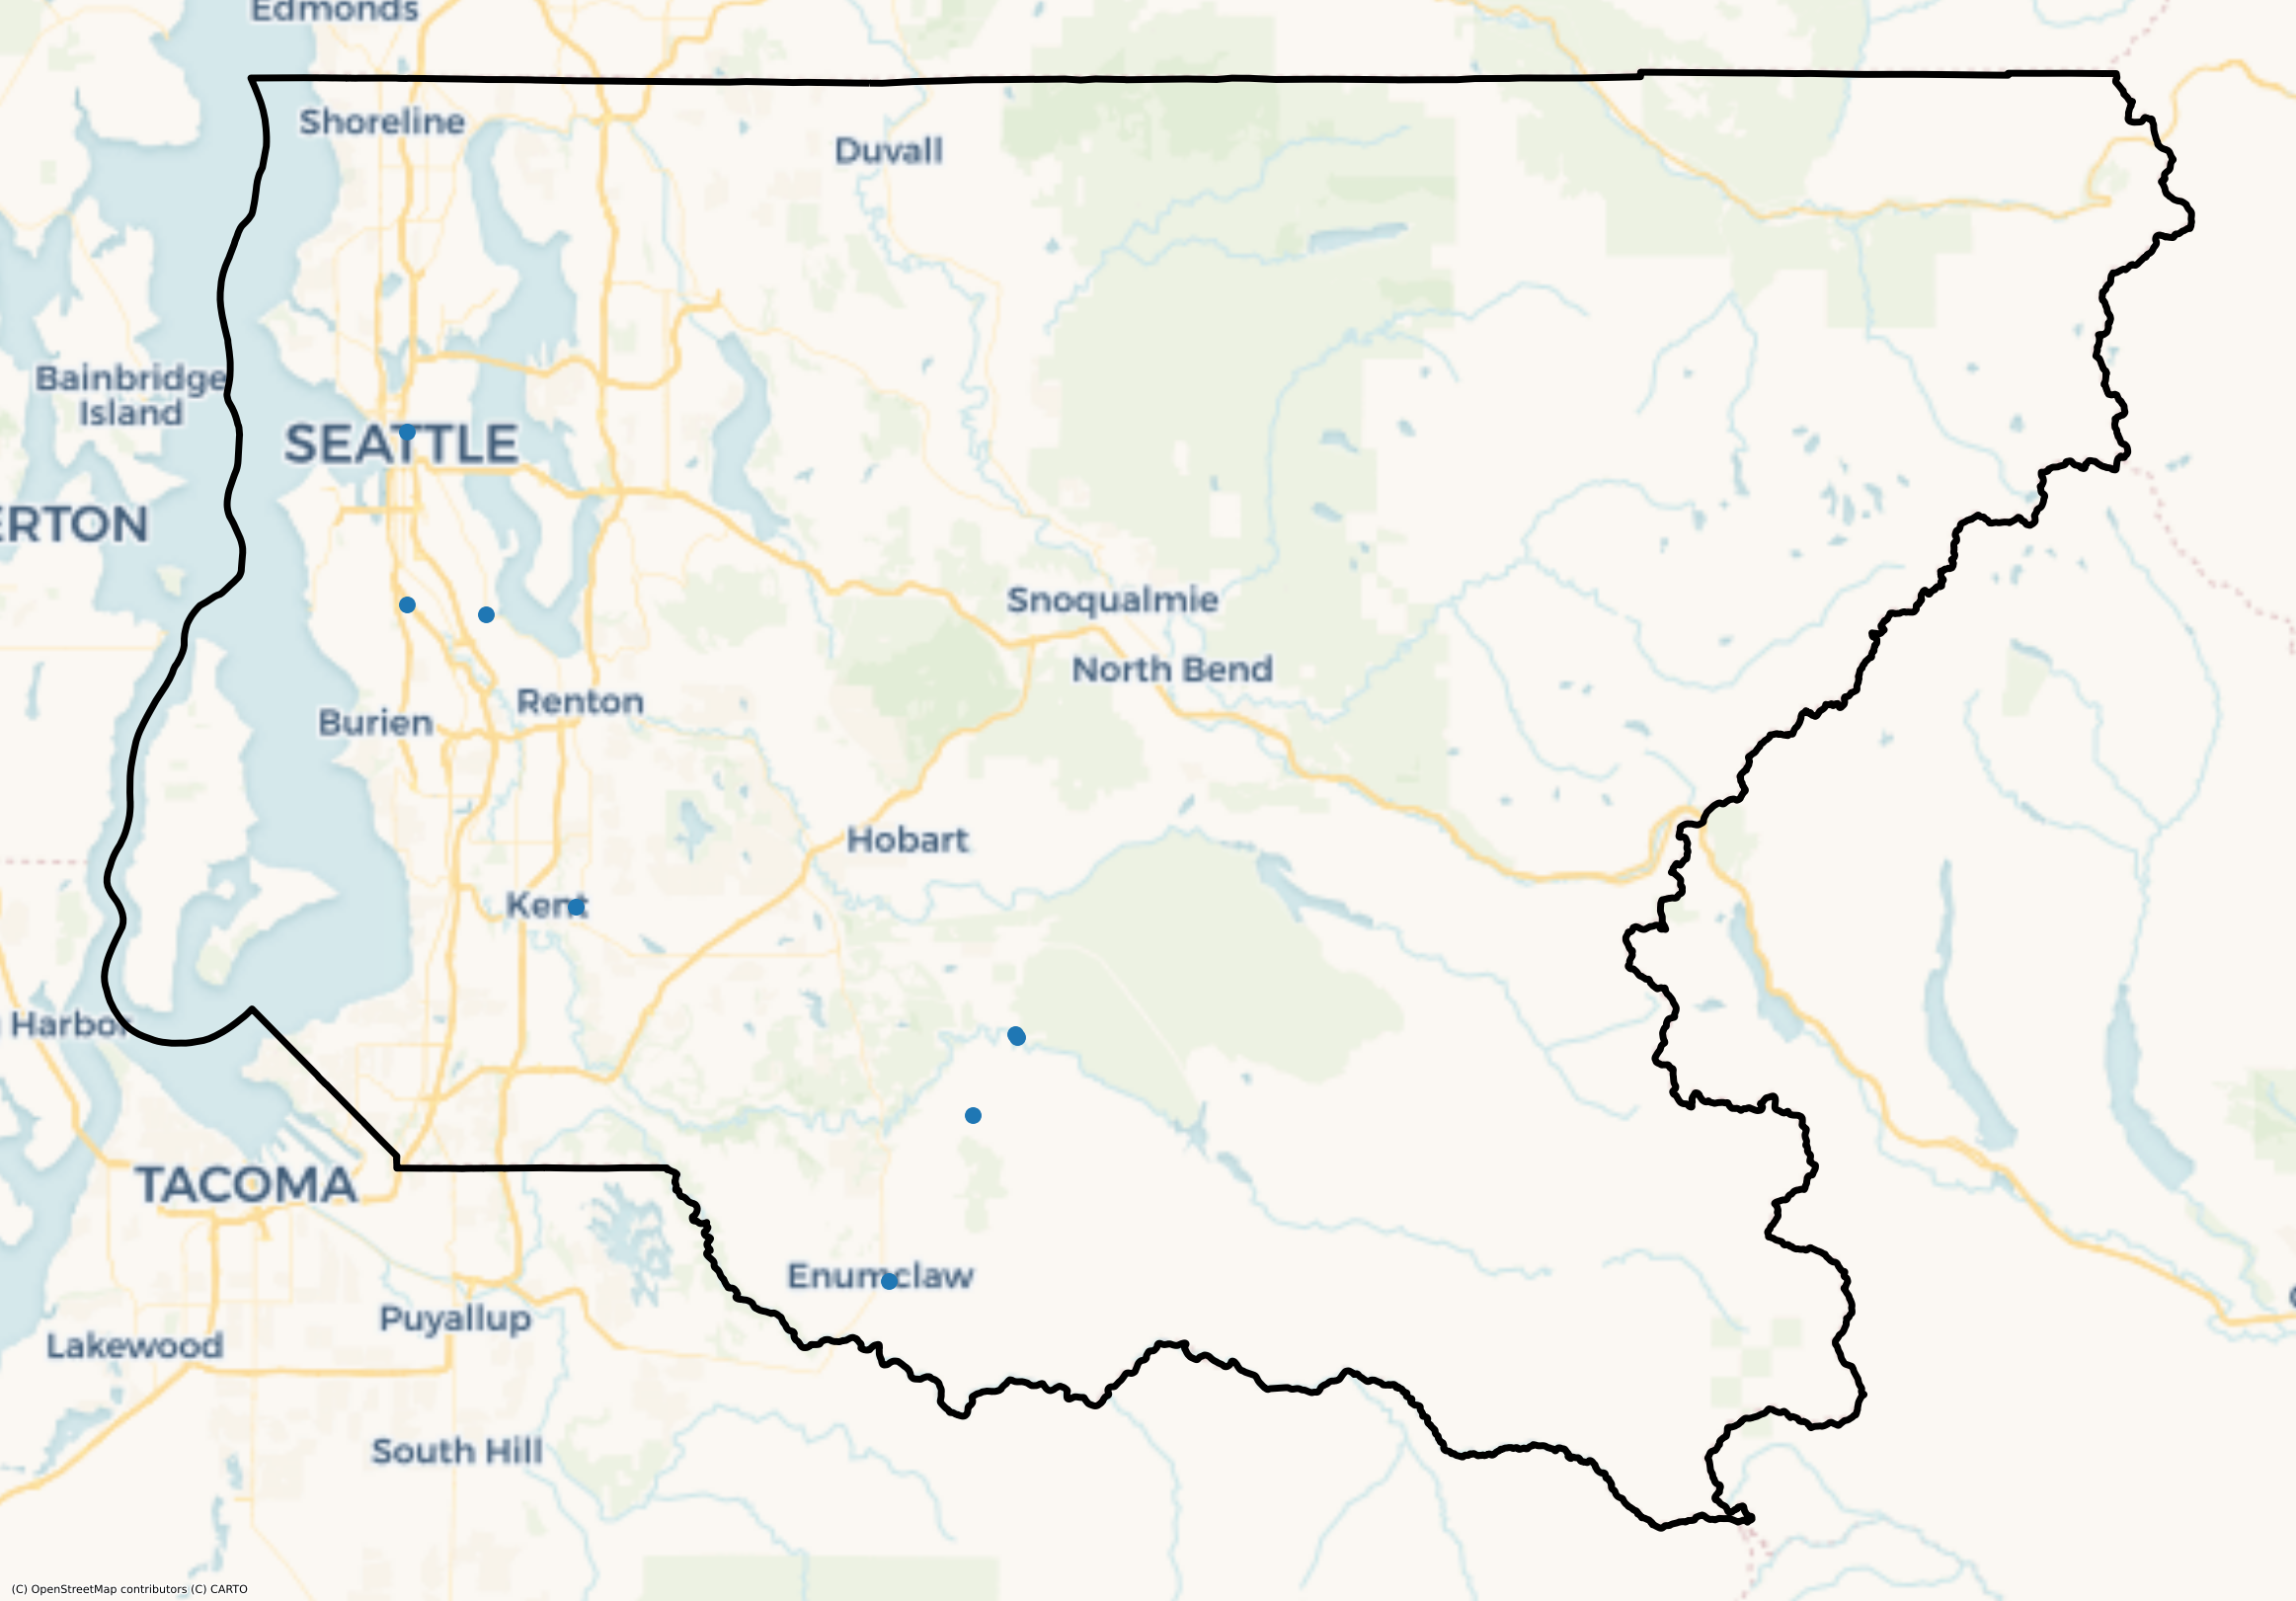 Edmonds
Shoreline
Duvall
Bainbridge
Island
SEATTLE
ERTON
Snoqualmie
North Bend
Renton
Burien
Hobart
Kent
Harbor
TACOMA
Enumclaw
Puyallup
Lakewood
South Hill
(C) OpenStreetMap contributors (C) CARTO